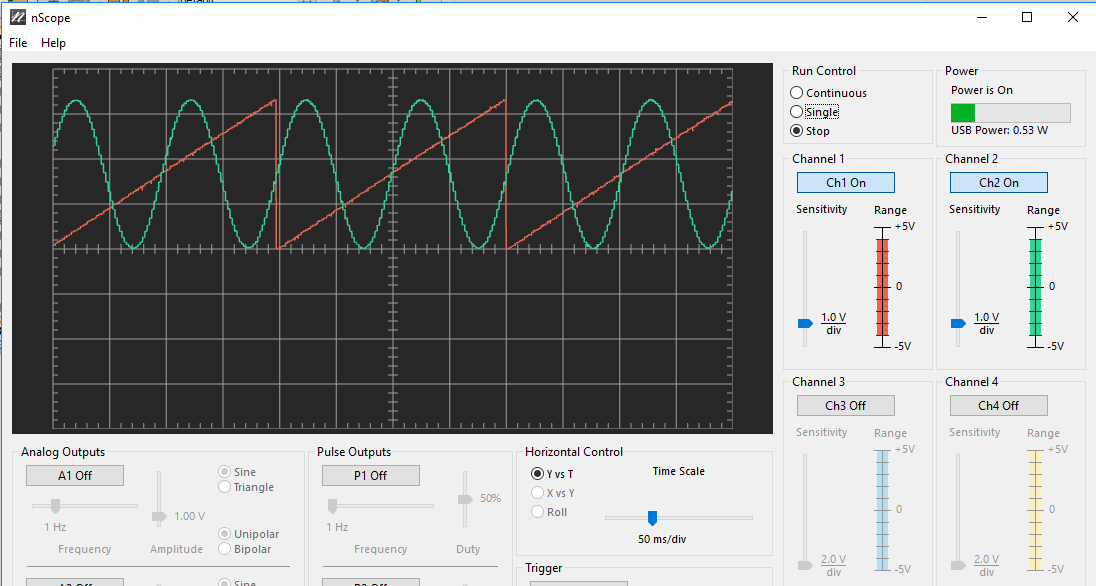 nScope
File Help
Run Control
Continuous
Single
Stop
Power
Power is On
USB Power: 0.53 W
Channel 1
Ch1 On
Sensitivity Range
+5V
0
1.0 V
div
-5V
Channel 2
Ch2 On
Sensitivity Range
+5V
0
1.0 V
div
-5V
Channel 3
Ch3 Off
Sensitivity Range
+5V
0
2.0 V
div
-5V
Channel 4
Ch4 Off
Sensitivity Range
+5V
0
2.0 V
div
-5V
Analog Outputs
A1 Off
Sine
Triangle
1.00 V
1 Hz
Unipolar
Bipolar
Frequency Amplitude
Sine
Pulse Outputs
P1 Off
50%
1 Hz
Frequency Duty
Horizontal Control
Y vs T
X vs Y
Roll
Time Scale
50 ms/div
Trigger